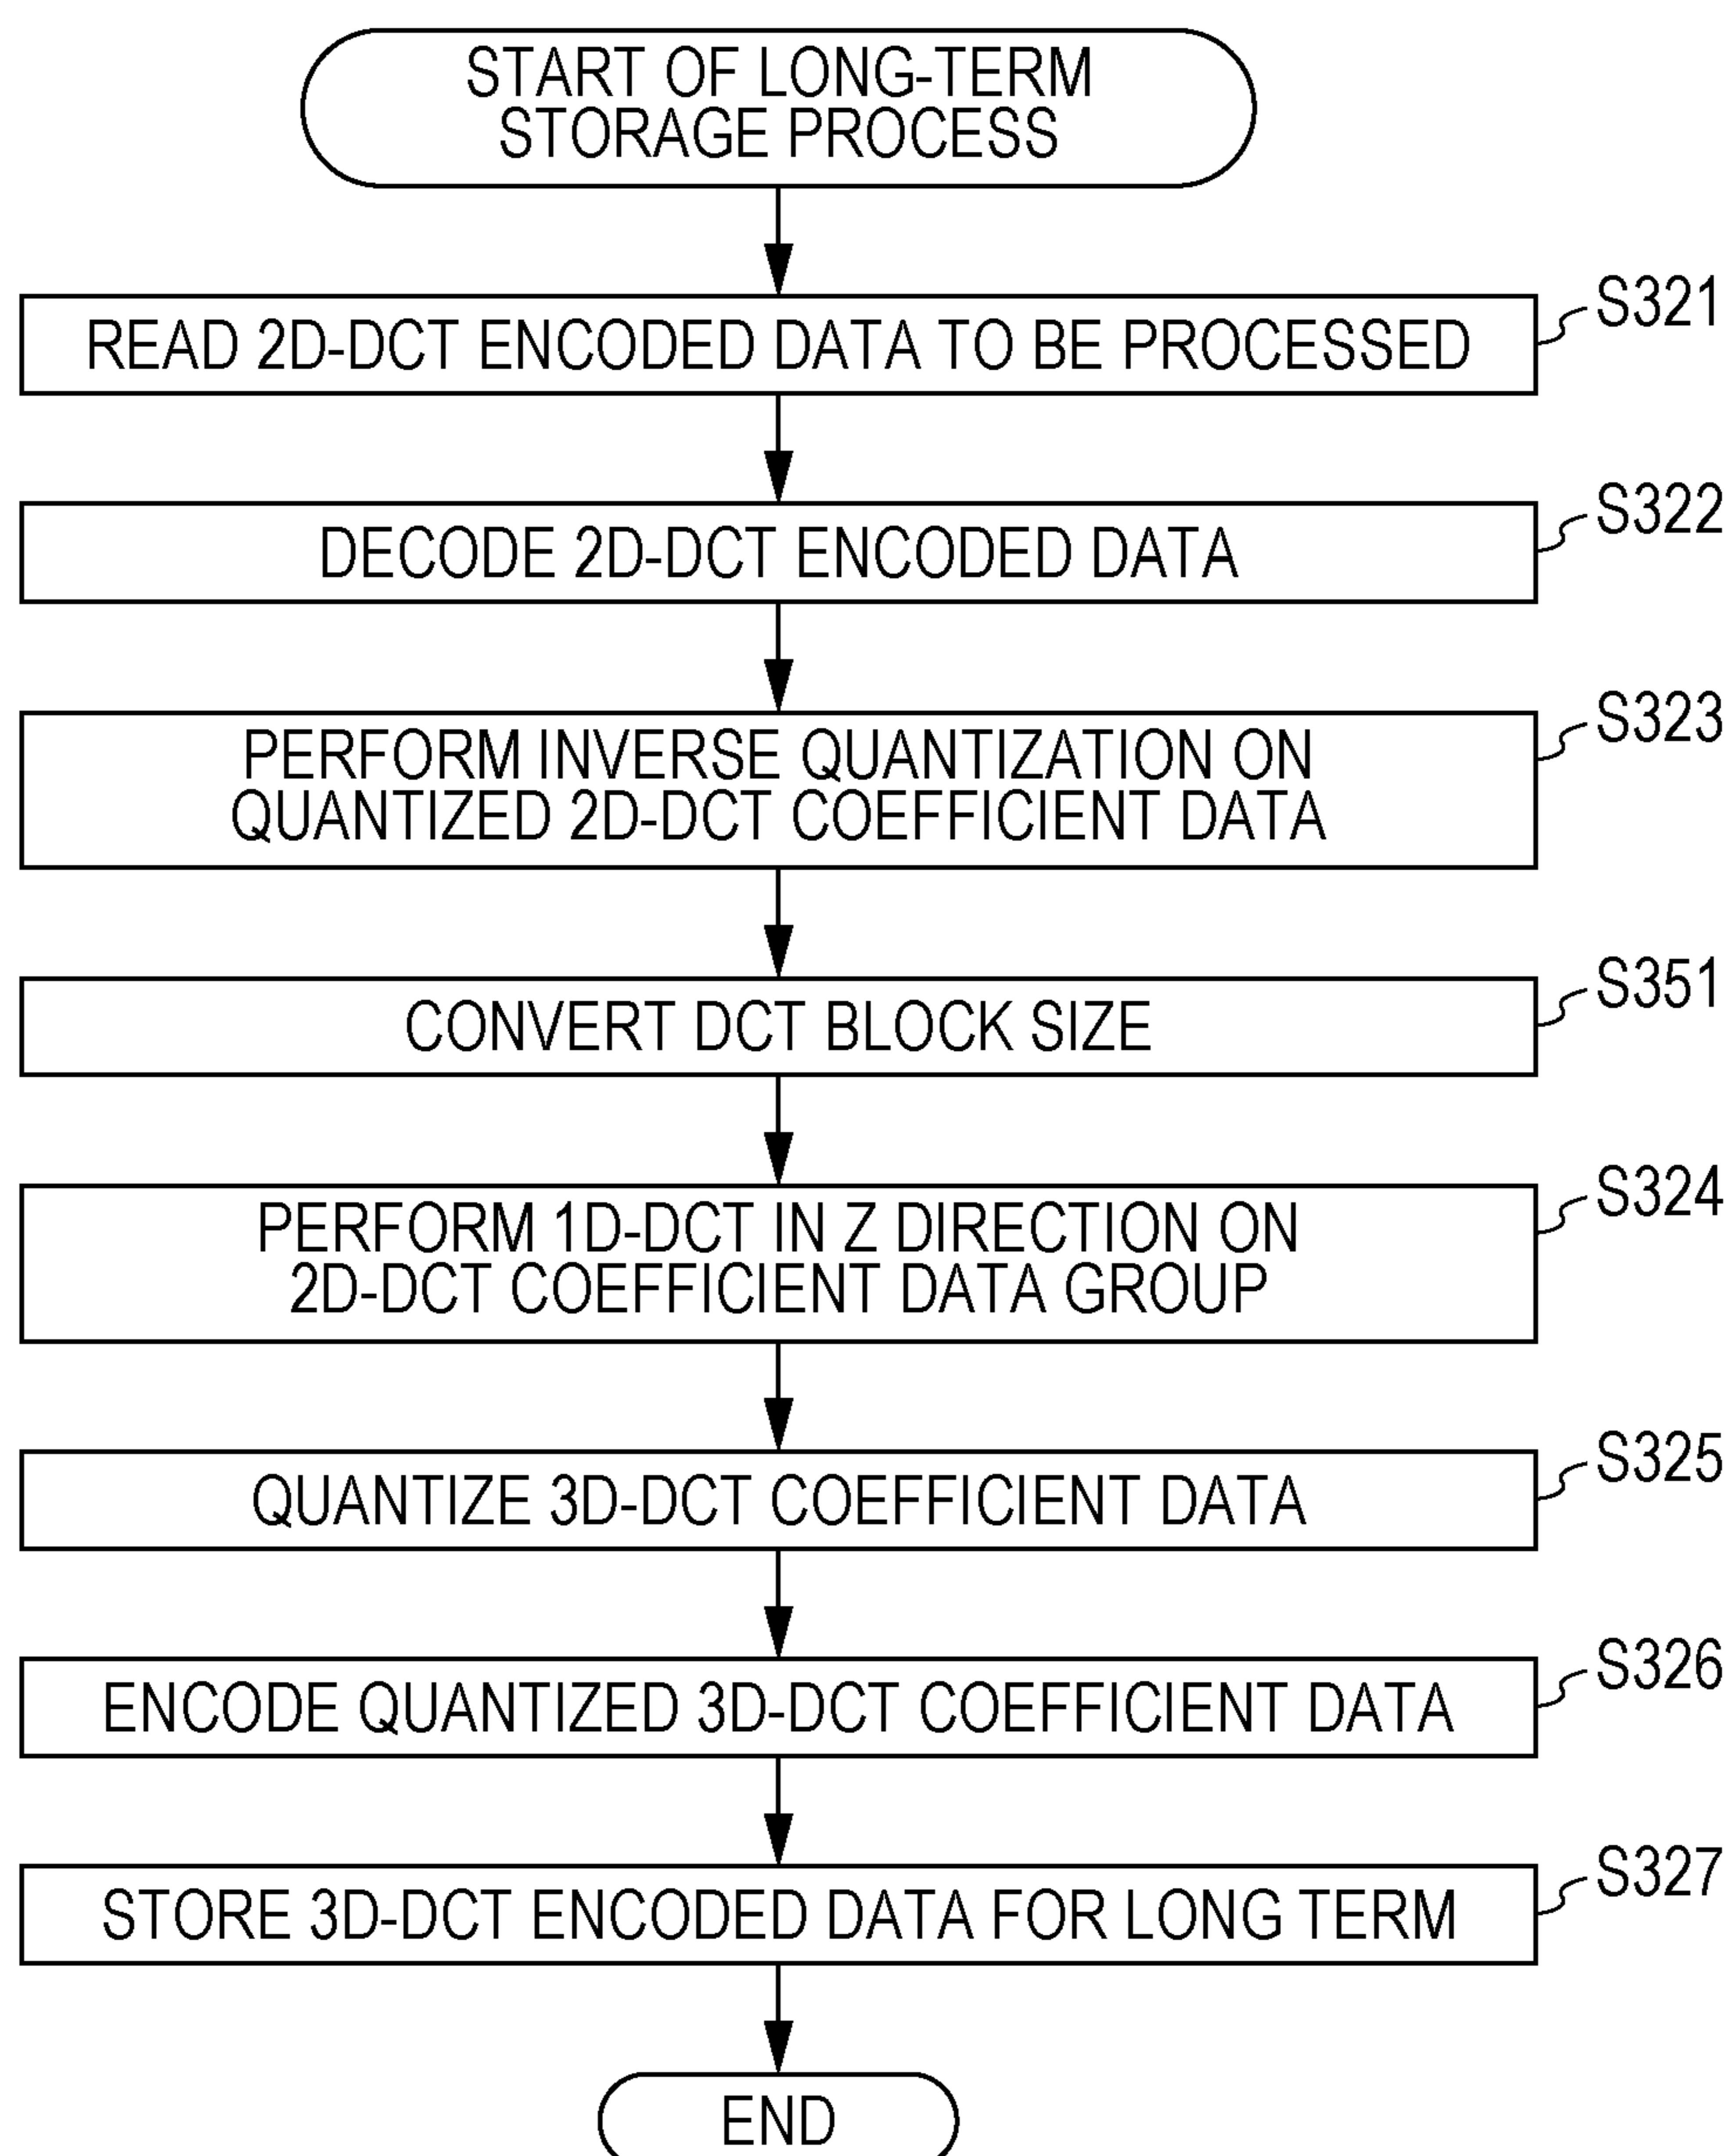 START OF LONG-TERM
STORAGE PROCESS
READ 2D-DCT ENCODED DATA TO BE PROCESSED
S321
DECODE 2D-DCT ENCODED DATA
S322
PERFORM INVERSE QUANTIZATION ON
QUANTIZED 2D-DCT COEFFICIENT DATA
S323
CONVERT DCT BLOCK SIZE
S351
PERFORM 1D-DCT IN Z DIRECTION ON
2D-DCT COEFFICIENT DATA GROUP
S324
QUANTIZE 3D-DCT COEFFICIENT DATA
S325
ENCODE QUANTIZED 3D-DCT COEFFICIENT DATA
S326
STORE 3D-DCT ENCODED DATA FOR LONG TERM
S327
END